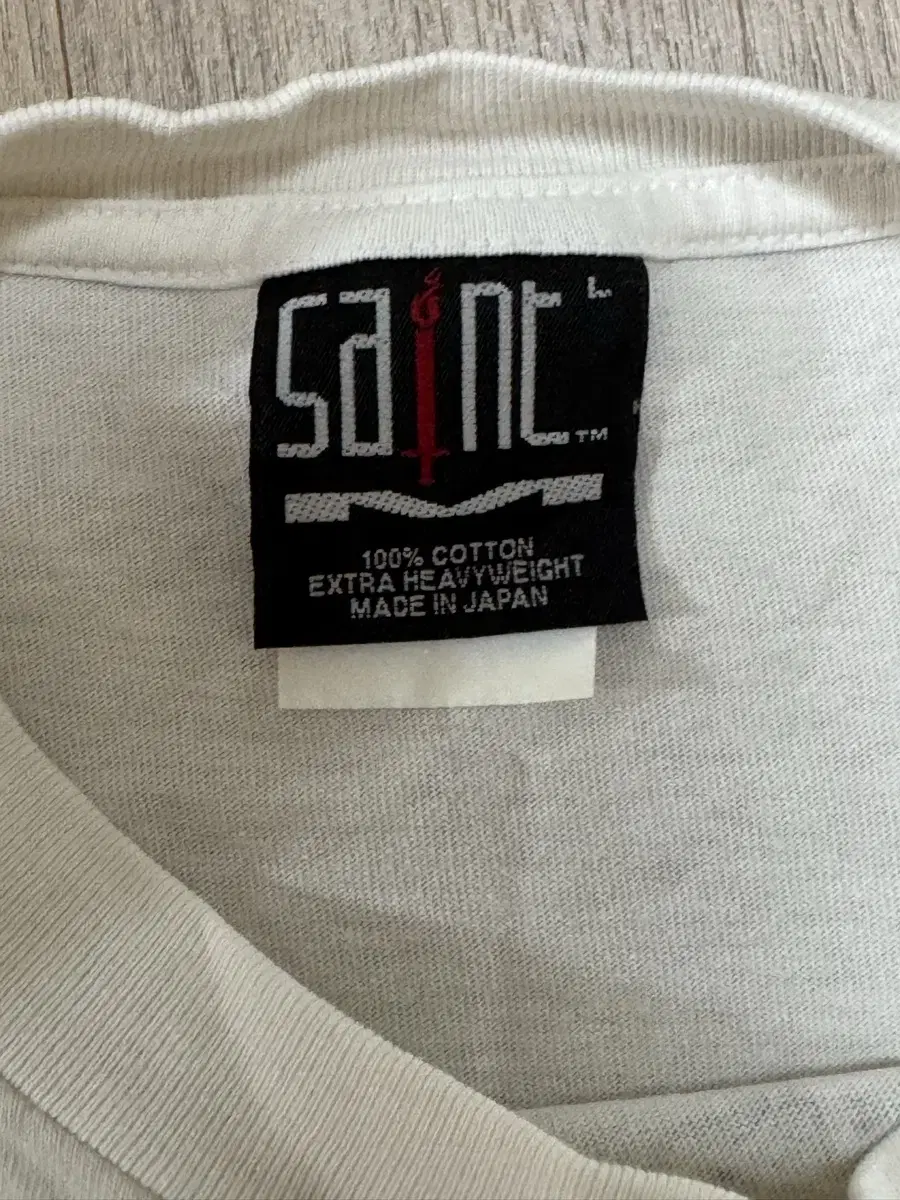 saint L
TM
100% COTTON
EXTRA HEAVYWEIGHT
MADE IN JAPAN